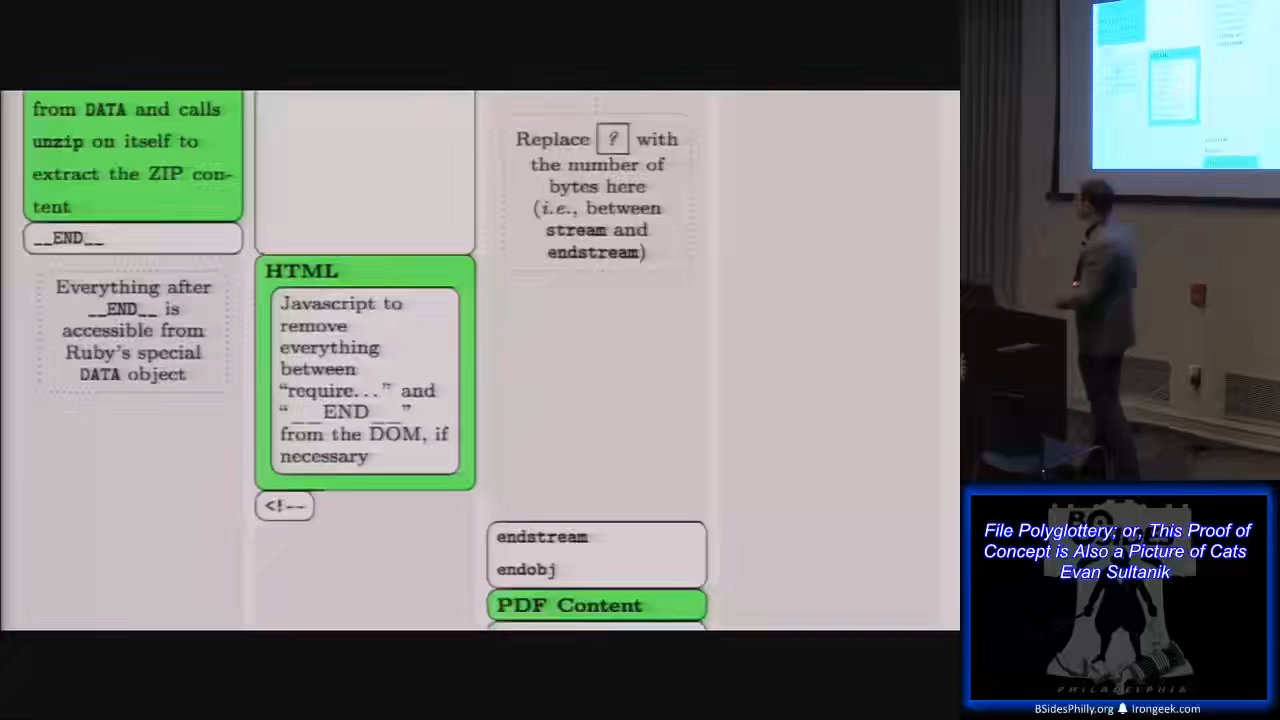 from DATA and calls
unzip on itself to
extract the ZIP con-
tent
__END__
Everything after
__END__ is
accessible from
Ruby's special
DATA object
HTML
Javascript to
remove
everything
between
“require...” and
“__END__”
from the DOM, if
necessary
<!--
Replace ? with
the number of
bytes here
(i.e., between
stream and
endstream)
endstream
endobj
PDF Content
HTML
File Polyglottery; or, This Proof of
Concept is Also a Picture of Cats
Evan Sultanik
PHILADELPHIA
BSidesPhilly.org Irongeek.com